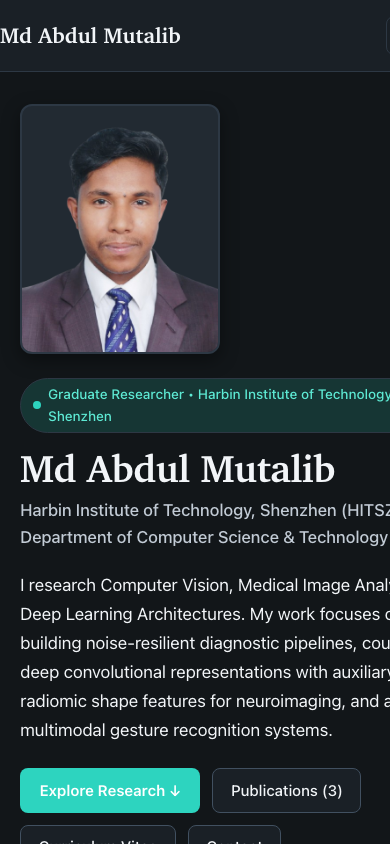 Md Abdul Mutalib
Graduate Researcher • Harbin Institute of Technology
Shenzhen
Md Abdul Mutalib
Harbin Institute of Technology, Shenzhen (HITSZ
Department of Computer Science & Technology
I research Computer Vision, Medical Image
Deep Learning Architectures. My work focuses
building noise-resilient diagnostic pipelines,
deep convolutional representations with auxiliary
radiomic shape features for neuroimaging, and
multimodal gesture recognition systems.
Explore Research ↓
Publications (3)